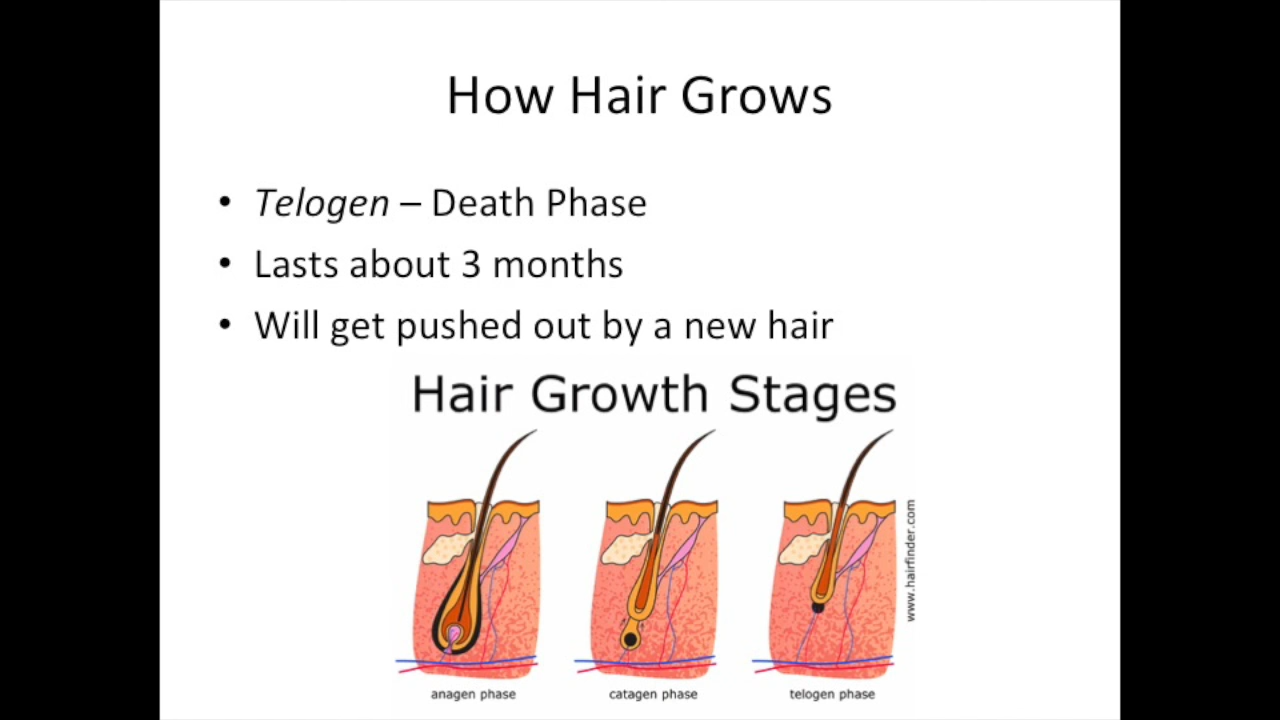 How Hair Grows
• Telogen – Death Phase
• Lasts about 3 months
• Will get pushed out by a new hair
Hair Growth Stages
www.hairfinder.com
anagen phase
catagen phase
telogen phase